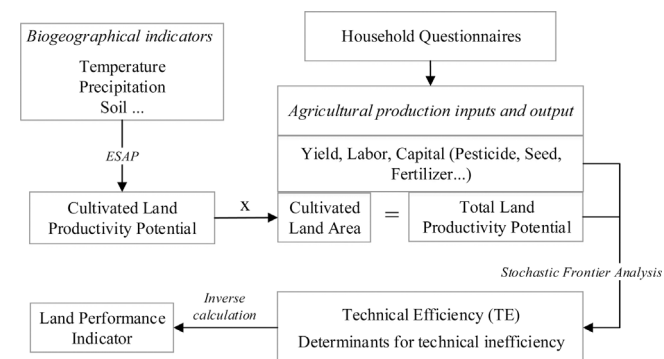 Biogeographical indicators
Temperature
Precipitation
Soil ...
Household Questionnaires
Agricultural production inputs and output
Yield, Labor, Capital (Pesticide, Seed,
Fertilizer...)
ESAP
Cultivated Land
Productivity Potential
x
Cultivated
Land Area
=
Total Land
Productivity Potential
Stochastic Frontier Analysis
Technical Efficiency (TE)
Determinants for technical inefficiency
Inverse
calculation
Land Performance
Indicator